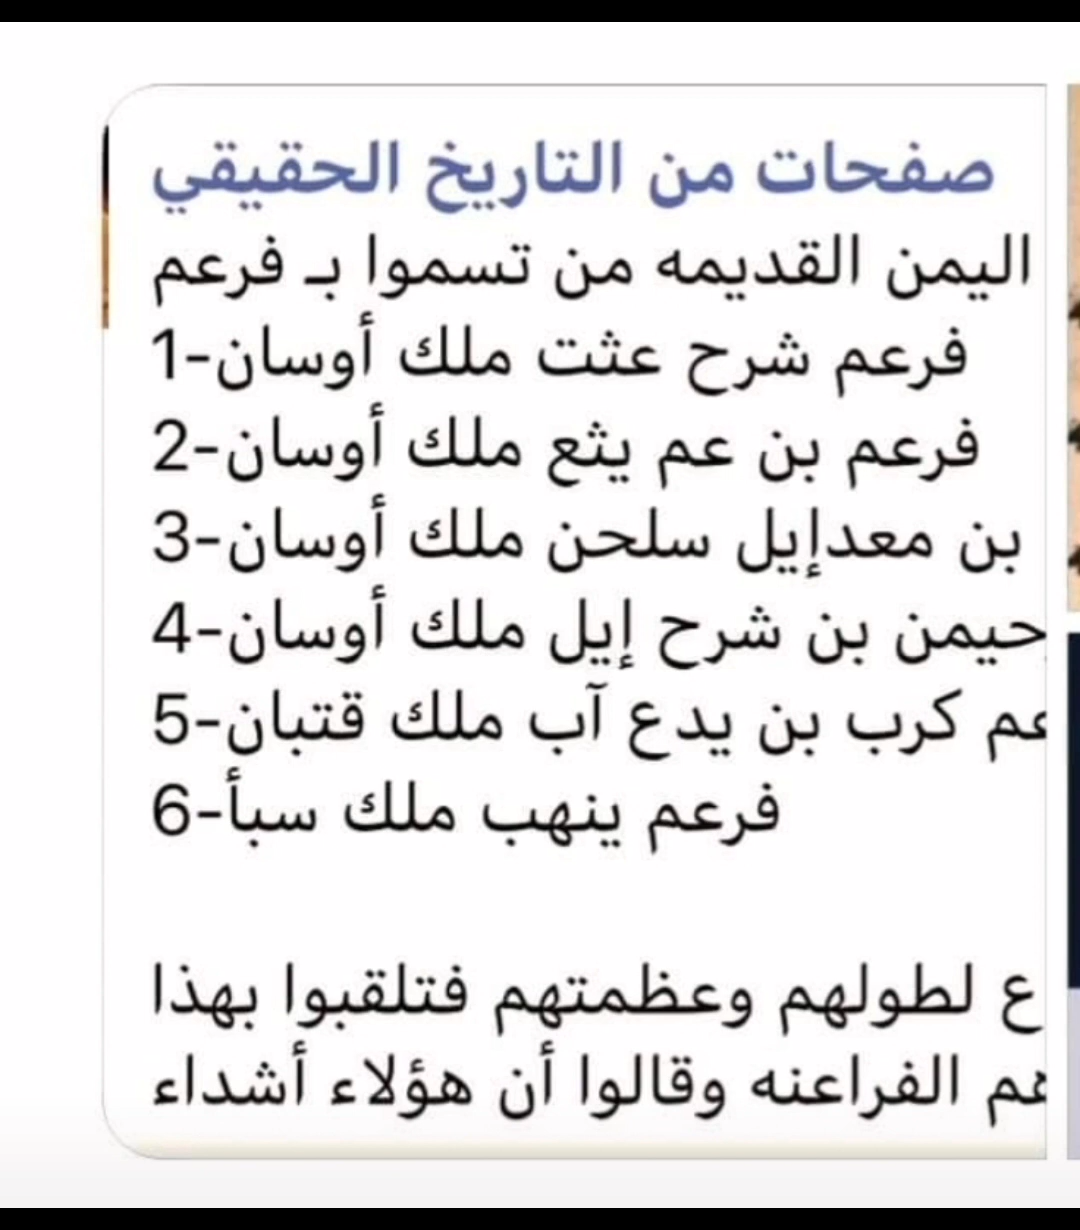 صفحات من التاريخ الحقيقي
اليمن القديمه من تسموا بـ فرعم
فرعم شرح عثت ملك أوسان-1
فرعم بن عم يثع ملك أوسان-2
بن معدإيل سلحن ملك أوسان-3
بن شرح إيل ملك أوسان-4
كرب بن يدع آب ملك قتبان-5
فرعم ينهب ملك سبأ-6
لطولهم وعظمتهم فتلقبوا بهذا
الفراعنه وقالوا أن هؤلاء أشداء